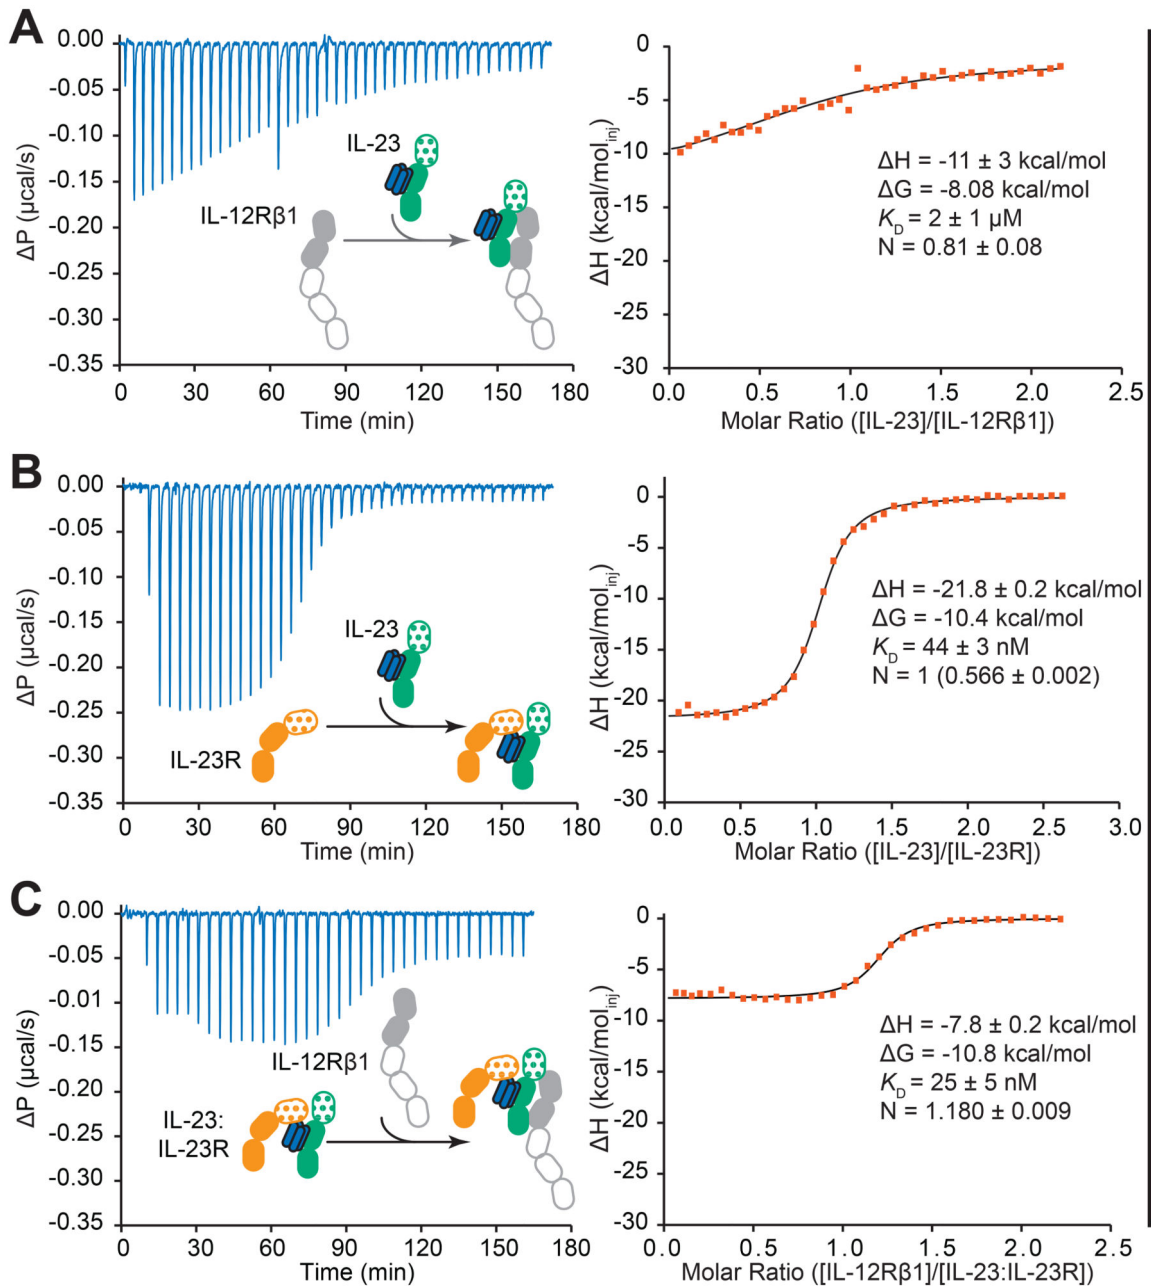 A
0.00
-0.05
-0.10
-0.15
-0.20
-0.25
-0.30
-0.35
ΔP (µcal/s)
IL-23
IL-12Rβ1
0 30 60 90 120 150 180
Time (min)
0
-5
-10
-15
-20
-25
-30
ΔH (kcal/mol_inj)
ΔH = -11 ± 3 kcal/mol
ΔG = -8.08 kcal/mol
K_D = 2 ± 1 µM
N = 0.81 ± 0.08
0.0 0.5 1.0 1.5 2.0 2.5
Molar Ratio ([IL-23]/[IL-12Rβ1])
B
0.00
-0.05
-0.10
-0.15
-0.20
-0.25
-0.30
-0.35
ΔP (µcal/s)
IL-23
IL-23R
0 30 60 90 120 150 180
Time (min)
0
-5
-10
-15
-20
-25
-30
ΔH (kcal/mol_inj)
ΔH = -21.8 ± 0.2 kcal/mol
ΔG = -10.4 kcal/mol
K_D = 44 ± 3 nM
N = 1 (0.566 ± 0.002)
0.0 0.5 1.0 1.5 2.0 2.5 3.0
Molar Ratio ([IL-23]/[IL-23R])
C
0.00
-0.05
-0.01
-0.15
-0.20
-0.25
-0.30
-0.35
ΔP (µcal/s)
IL-12Rβ1
IL-23:
IL-23R
0 30 60 90 120 150 180
Time (min)
0
-5
-10
-15
-20
-25
-30
ΔH (kcal/mol_inj)
ΔH = -7.8 ± 0.2 kcal/mol
ΔG = -10.8 kcal/mol
K_D = 25 ± 5 nM
N = 1.180 ± 0.009
0.0 0.5 1.0 1.5 2.0 2.5
Molar Ratio ([IL-12Rβ1]/[IL-23:IL-23R])